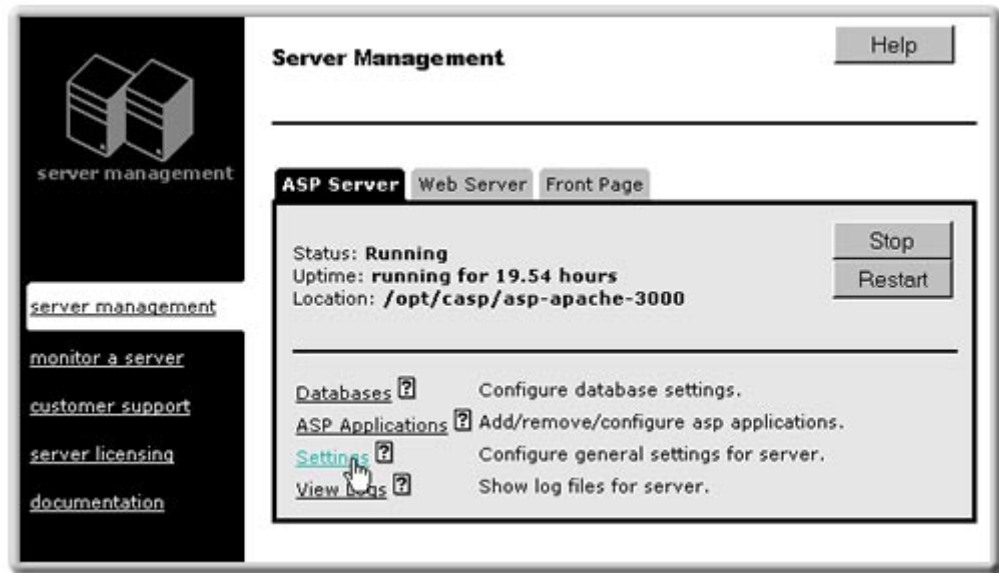 Server Management
Help
server management
ASP Server Web Server Front Page
Status: Running
Uptime: running for 19.54 hours
Location: /opt/casp/asp-apache-3000
Stop
Restart
server management
monitor a server
customer support
server licensing
documentation
Databases ? Configure database settings.
ASP Applications ? Add/remove/configure asp applications.
Settings ? Configure general settings for server.
View Logs ? Show log files for server.